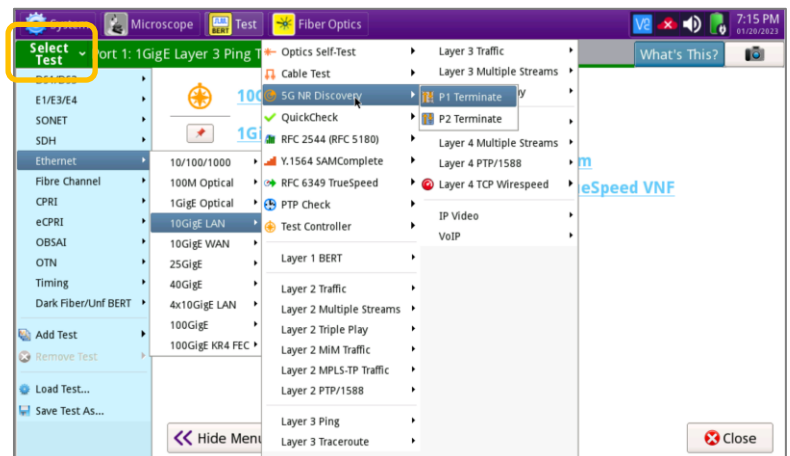 System
Microscope
Test
Fiber Optics
7:15 PM
01/20/2023
Select
Test
ort 1: 1GigE Layer 3 Ping T
What's This?
DS1/DS3
E1/E3/E4
SONET
SDH
Ethernet
Fibre Channel
CPRI
eCPRI
OBSAI
OTN
Timing
Dark Fiber/Unf BERT
Add Test
Remove Test
Load Test...
Save Test As...
10G
1Gi
10/100/1000
100M Optical
1GigE Optical
10GigE LAN
10GigE WAN
25GigE
40GigE
4x10GigE LAN
100GigE
100GigE KR4 FEC
Optics Self-Test
Cable Test
5G NR Discovery
QuickCheck
RFC 2544 (RFC 5180)
Y.1564 SAMComplete
RFC 6349 TrueSpeed
PTP Check
Test Controller
Layer 1 BERT
Layer 2 Traffic
Layer 2 Multiple Streams
Layer 2 Triple Play
Layer 2 MiM Traffic
Layer 2 MPLS-TP Traffic
Layer 2 PTP/1588
Layer 3 Ping
Layer 3 Traceroute
Layer 3 Traffic
Layer 3 Multiple Streams
P1 Terminate
P2 Terminate
Layer 4 Multiple Streams
Layer 4 PTP/1588
Layer 4 TCP Wirespeed
IP Video
VoIP
m
eSpeed VNF
Hide Menu
Close